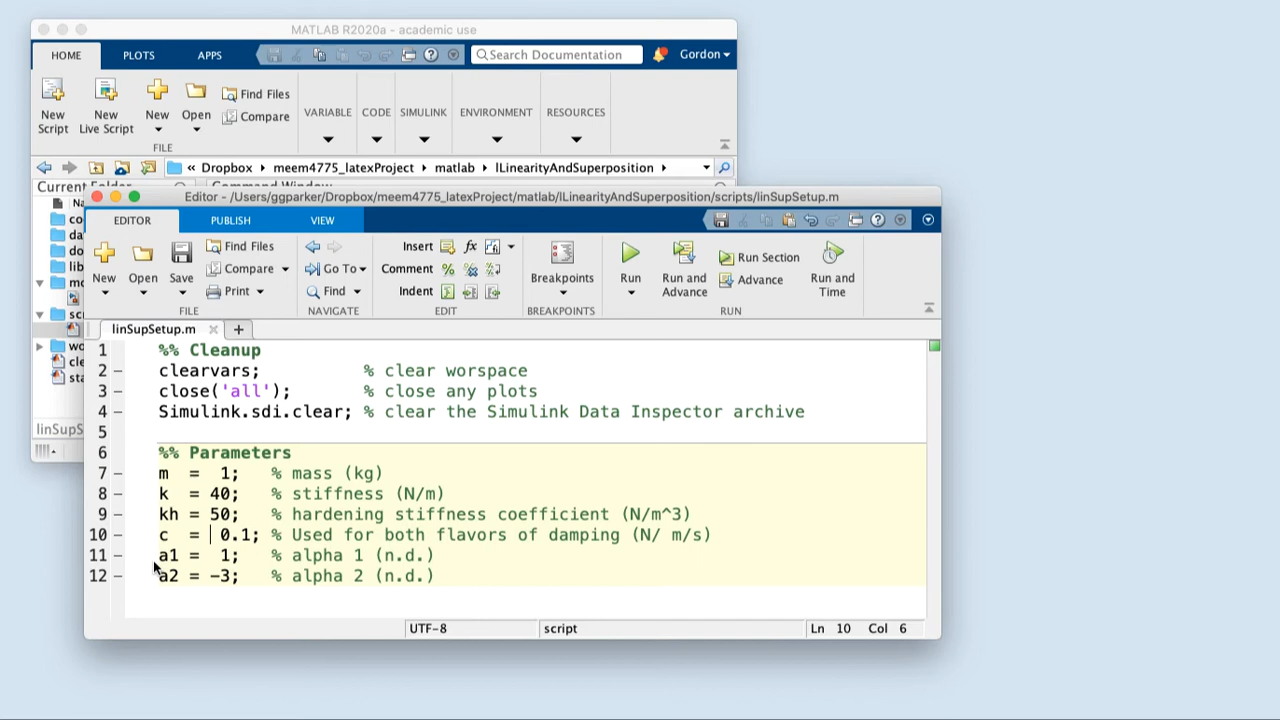 MATLAB R2020a - academic use
HOME PLOTS APPS Search Documentation Gordon
New Script New Live Script New Open Find Files Compare
VARIABLE CODE SIMULINK ENVIRONMENT RESOURCES
FILE
« Dropbox meem4775_latexProject matlab lLinearityAndSuperposition
Current Folder Command Window
Editor - /Users/ggparker/Dropbox/meem4775_latexProject/matlab/lLinearityAndSuperposition/scripts/linSupSetup.m
EDITOR PUBLISH VIEW
New Open Save Find Files Compare Print
Go To Find
Insert fx
Comment
Indent
Breakpoints
Run Run and Advance Run Section Advance Run and Time
FILE NAVIGATE EDIT BREAKPOINTS RUN
linSupSetup.m
1 %% Cleanup
2 clearvars; % clear worspace
3 close('all'); % close any plots
4 Simulink.sdi.clear; % clear the Simulink Data Inspector archive
5
6 %% Parameters
7 m = 1; % mass (kg)
8 k = 40; % stiffness (N/m)
9 kh = 50; % hardening stiffness coefficient (N/m^3)
10 c = 0.1; % Used for both flavors of damping (N/ m/s)
11 a1 = 1; % alpha 1 (n.d.)
12 a2 = -3; % alpha 2 (n.d.)
UTF-8 script Ln 10 Col 6